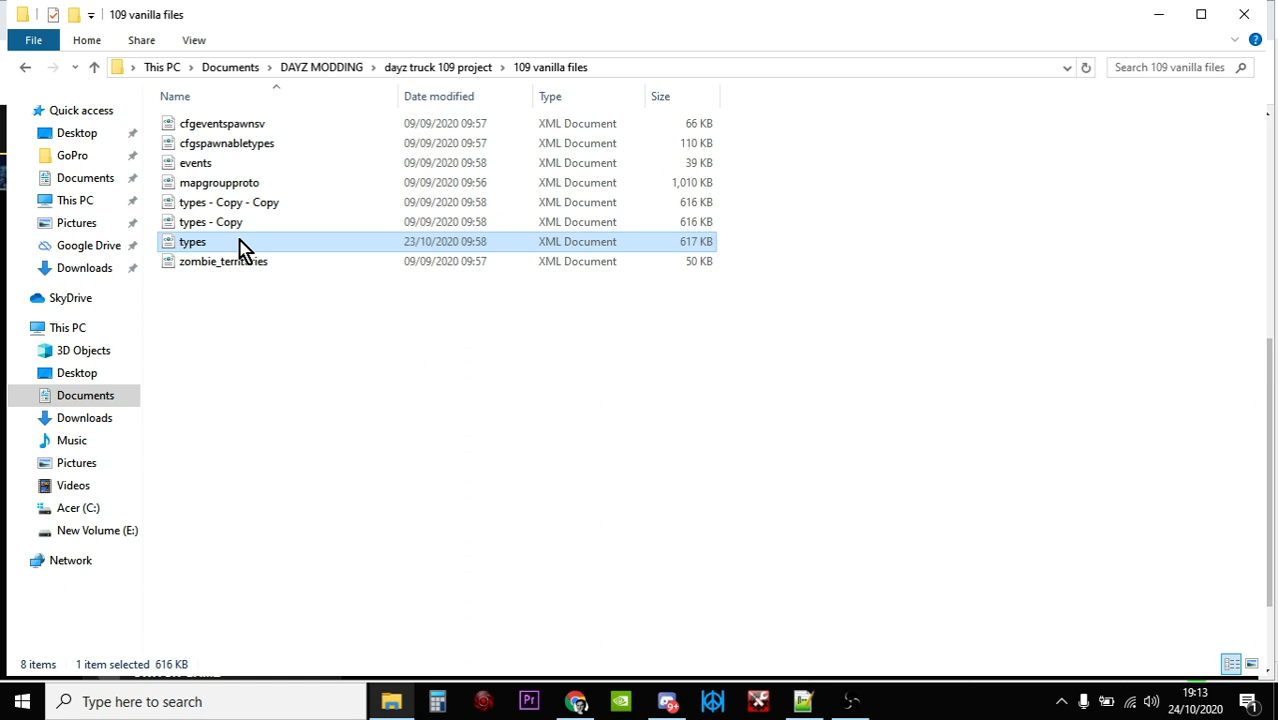 109 vanilla files
File Home Share View
This PC > Documents > DAYZ MODDING > dayz truck 109 project > 109 vanilla files
Search 109 vanilla files
Name Date modified Type Size
Quick access
Desktop
GoPro
Documents
This PC
Pictures
Google Drive
Downloads
SkyDrive
This PC
3D Objects
Desktop
Documents
Downloads
Music
Pictures
Videos
Acer (C:)
New Volume (E:)
Network
cfgeventspawnsv 09/09/2020 09:57 XML Document 66 KB
cfgspawnabletypes 09/09/2020 09:57 XML Document 110 KB
events 09/09/2020 09:58 XML Document 39 KB
mapgroupproto 09/09/2020 09:56 XML Document 1,010 KB
types - Copy - Copy 09/09/2020 09:58 XML Document 616 KB
types - Copy 09/09/2020 09:58 XML Document 616 KB
types 23/10/2020 09:58 XML Document 617 KB
zombie_territories 09/09/2020 09:57 XML Document 50 KB
8 items 1 item selected 616 KB
Type here to search
Pr
19:13
24/10/2020
1